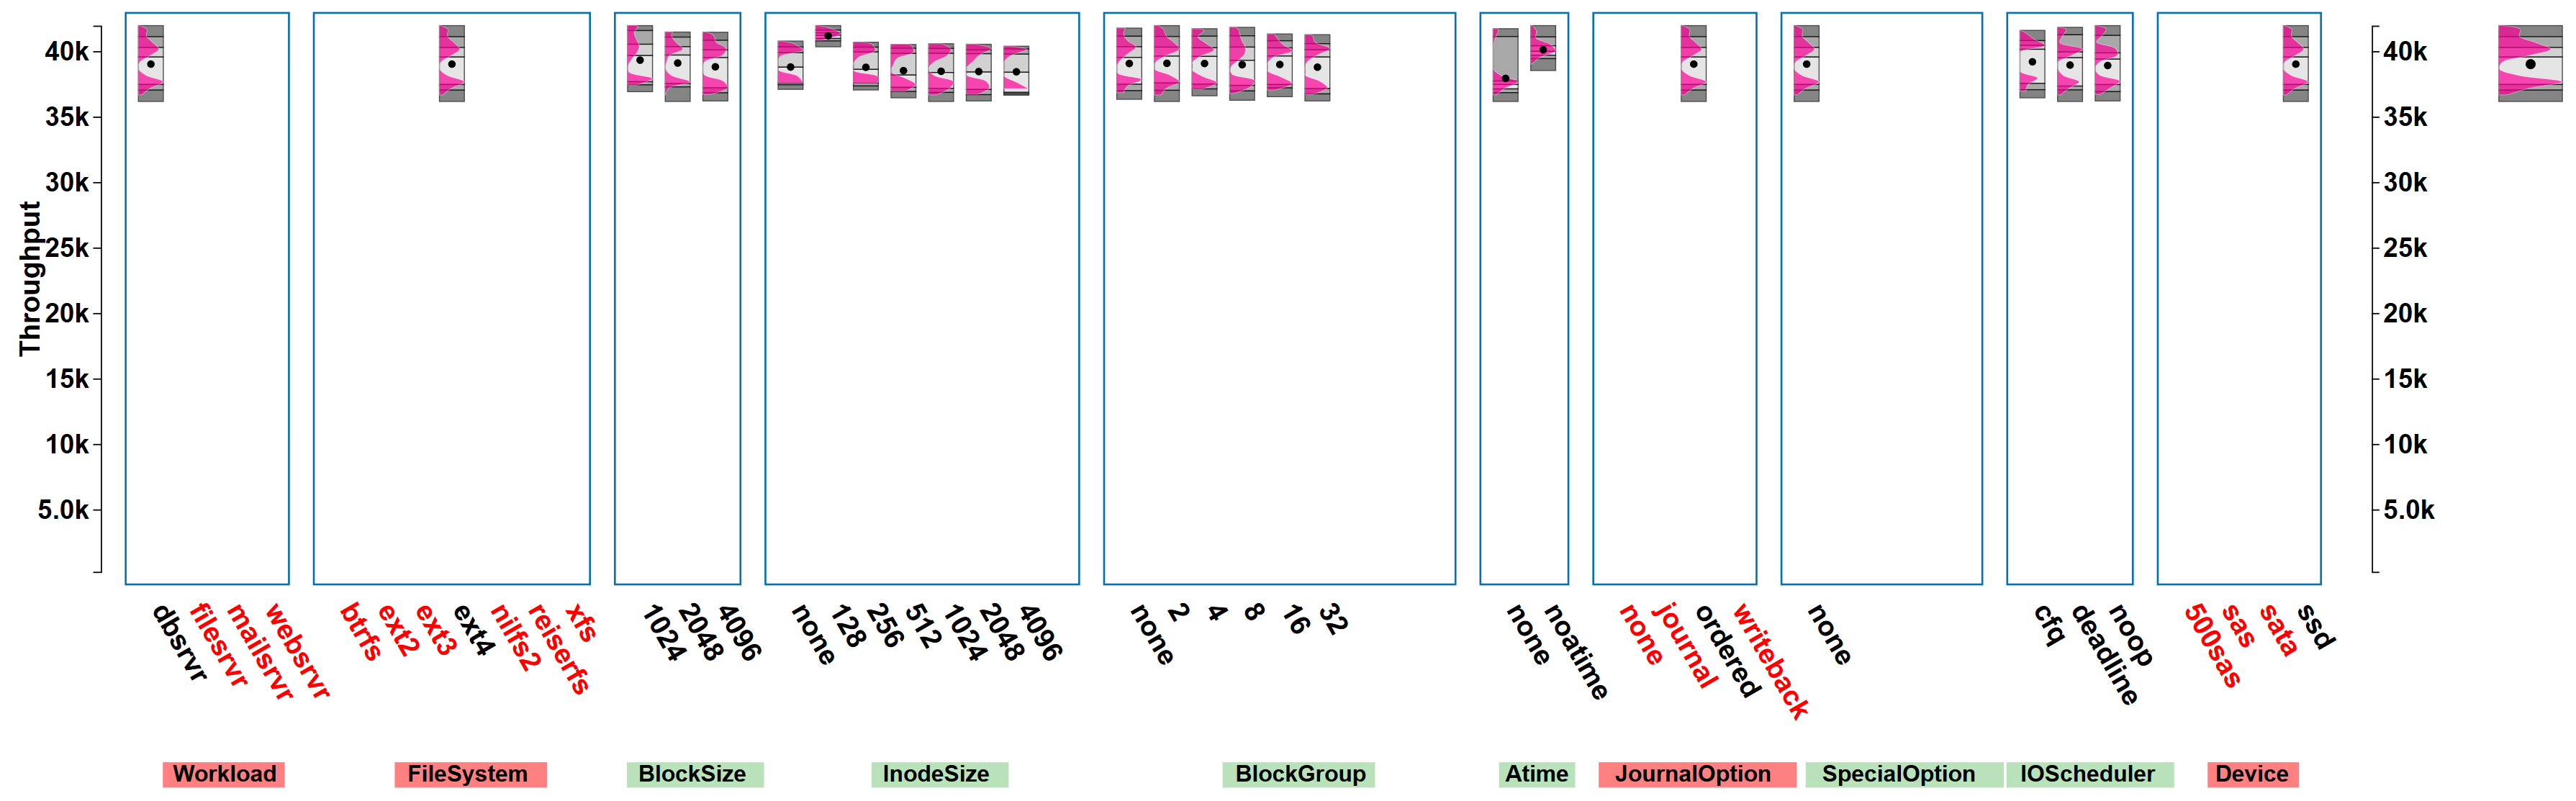 Throughput
40k
35k
30k
25k
20k
15k
10k
5.0k
40k
35k
30k
25k
20k
15k
10k
5.0k
dbsrvr
filesrvr
mailsrvr
websrvr
btrfs
ext2
ext3
ext4
nilfs2
reiserfs
xfs
1024
2048
4096
none
128
256
512
1024
2048
4096
none
2
4
8
16
32
none
noatime
none
journal
ordered
writeback
none
cfq
deadline
noop
500sas
sas
sata
ssd
Workload
FileSystem
BlockSize
InodeSize
BlockGroup
Atime
JournalOption
SpecialOption
IOScheduler
Device